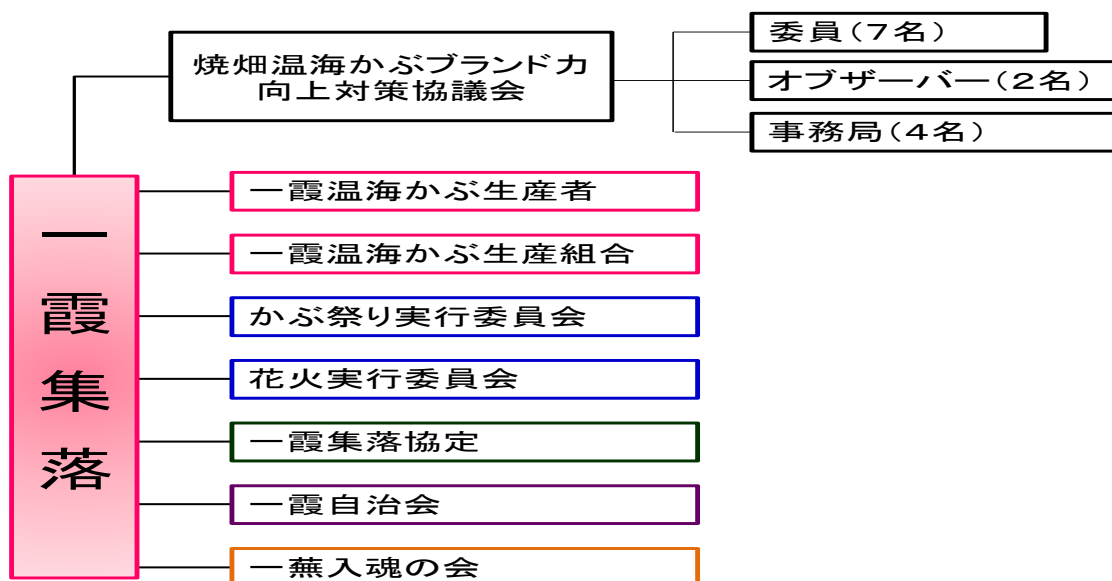 焼畑温海かぶブランド力
向上対策協議会
委員(7名)
オブザーバー(2名)
事務局(4名)
一霞集落
一霞温海かぶ生産者
一霞温海かぶ生産組合
かぶ祭り実行委員会
花火実行委員会
一霞集落協定
一霞自治会
一蕪入魂の会